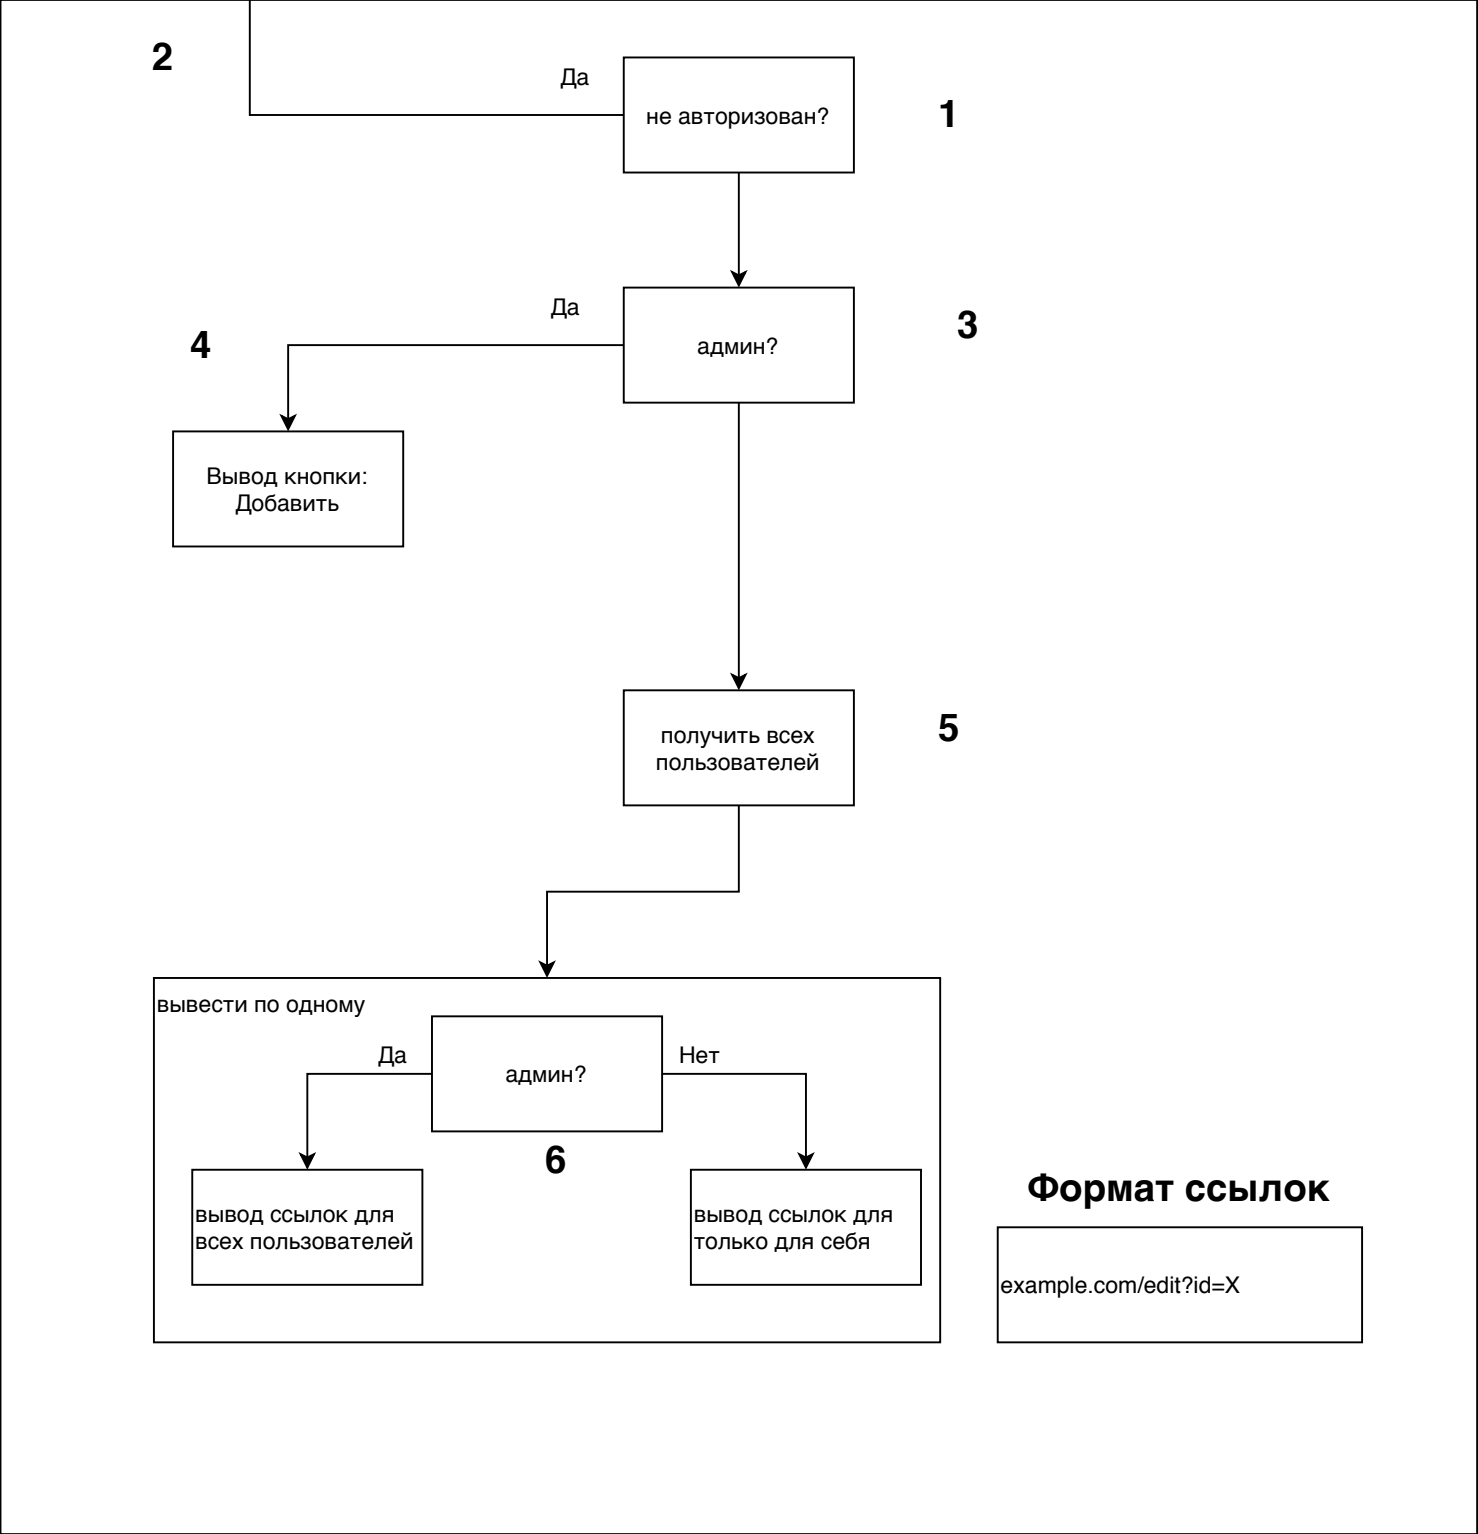 2
Да
не авторизован?
1
Да
админ?
3
4
Вывод кнопки:
Добавить
получить всех
пользователей
5
вывести по одному
Да
админ?
Нет
6
вывод ссылок для
всех пользователей
вывод ссылок для
только для себя
Формат ссылок
example.com/edit?id=X